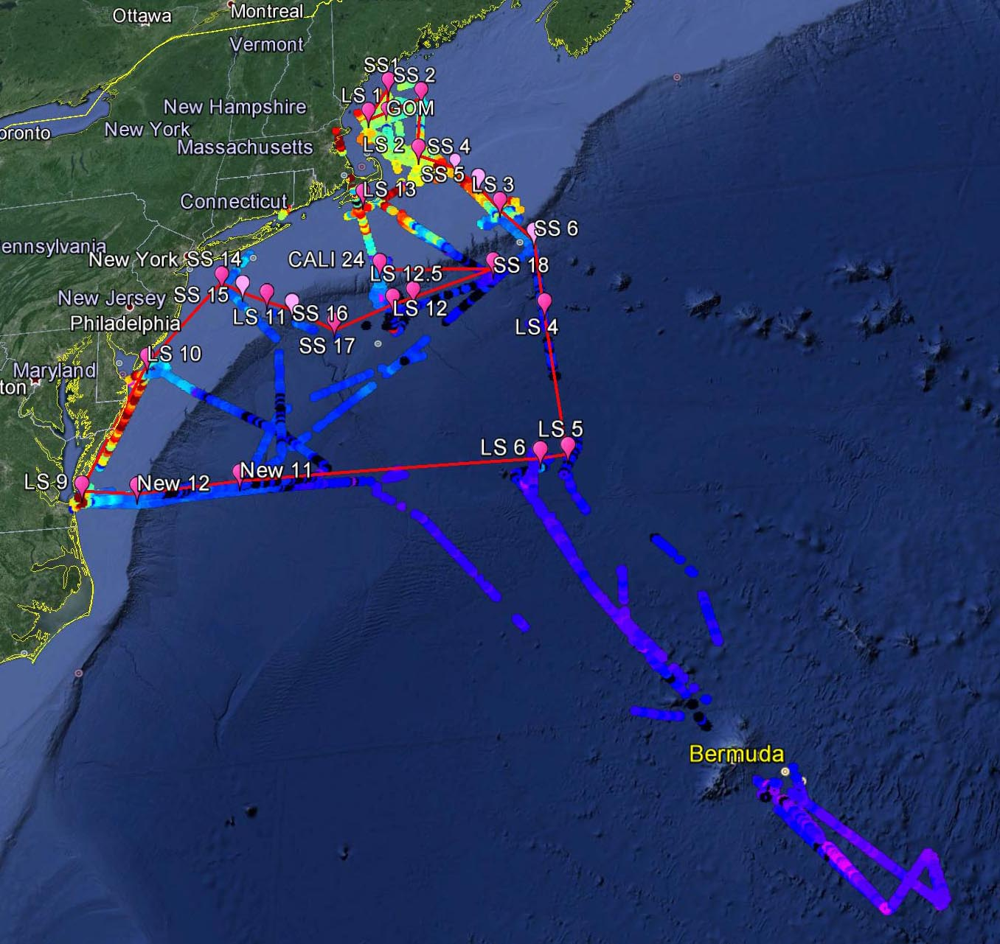 Ottawa
Montreal
Vermont
SS1
SS 2
LS 1
GOM
New Hampshire
oronto
New York
Massachusetts
LS 2
SS 4
SS 5
LS 3
LS 13
Connecticut
SS 6
ennsylvania
New York
SS 14
CALI 24
SS 18
LS 12.5
New Jersey
SS 15
LS 11
SS 16
LS 12
Philadelphia
SS 17
LS 4
LS 10
Maryland
ton
LS 5
LS 6
LS 9
New 12
New 11
Bermuda